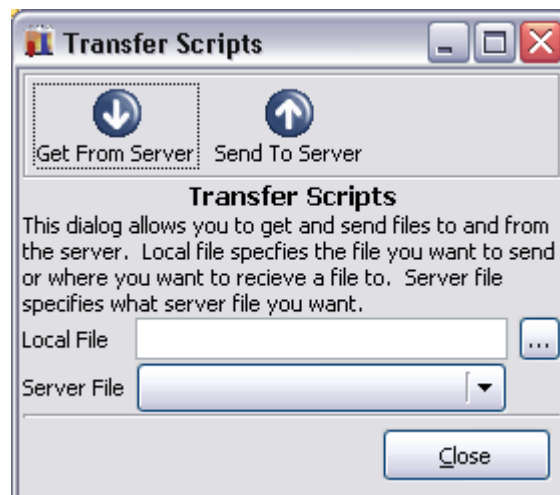 Transfer Scripts
Get From Server Send To Server
Transfer Scripts
This dialog allows you to get and send files to and from
the server. Local file specfies the file you want to send
or where you want to recieve a file to. Server file
specifies what server file you want.
Local File ...
Server File
Close